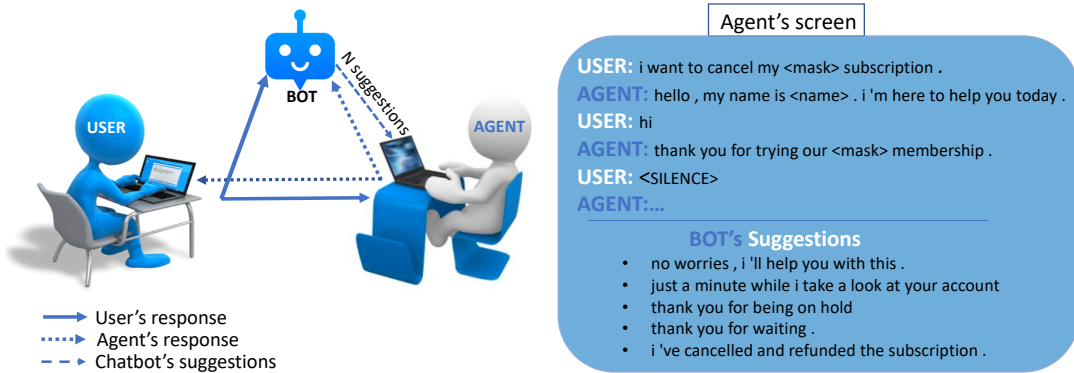 USER
BOT
N suggestions
AGENT
User's response
Agent's response
Chatbot's suggestions
Agent's screen
USER: i want to cancel my <mask> subscription .
AGENT: hello , my name is <name> . i 'm here to help you today .
USER: hi
AGENT: thank you for trying our <mask> membership .
USER: <SILENCE>
AGENT:...
BOT's Suggestions
• no worries , i 'll help you with this .
• just a minute while i take a look at your account
• thank you for being on hold
• thank you for waiting .
• i 've cancelled and refunded the subscription .